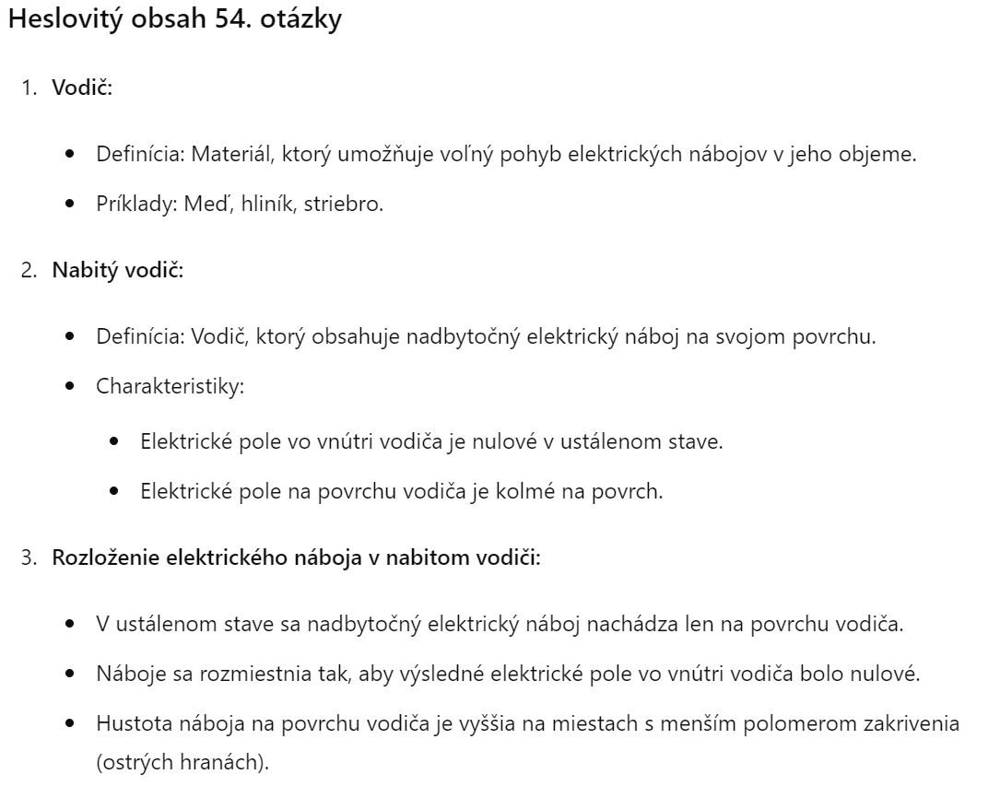 Heslovitý obsah 54. otázky
1. Vodič:
• Definícia: Materiál, ktorý umožňuje voľný pohyb elektrických nábojov v jeho objeme.
• Príklady: Meď, hliník, striebro.
2. Nabitý vodič:
• Definícia: Vodič, ktorý obsahuje nadbytočný elektrický náboj na svojom povrchu.
• Charakteristiky:
• Elektrické pole vo vnútri vodiča je nulové v ustálenom stave.
• Elektrické pole na povrchu vodiča je kolmé na povrch.
3. Rozloženie elektrického náboja v nabitom vodiči:
• V ustálenom stave sa nadbytočný elektrický náboj nachádza len na povrchu vodiča.
• Náboje sa rozmiestnia tak, aby výsledné elektrické pole vo vnútri vodiča bolo nulové.
• Hustota náboja na povrchu vodiča je vyššia na miestach s menším polomerom zakrivenia
(ostrých hranách).